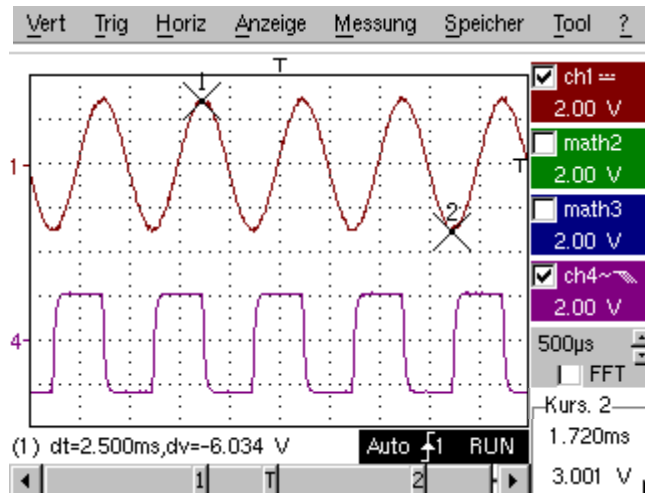 Vert Trig Horiz Anzeige Messung Speicher Tool ?
T
1
ch1
2.00 V
math2
2.00 V
math3
2.00 V
ch4~
2.00 V
1
T
2
4
500µs
FFT
Kurs. 2
1.720ms
3.001 V
(1) dt=2.500ms,dv=-6.034 V
Auto 1 RUN
1 T 2